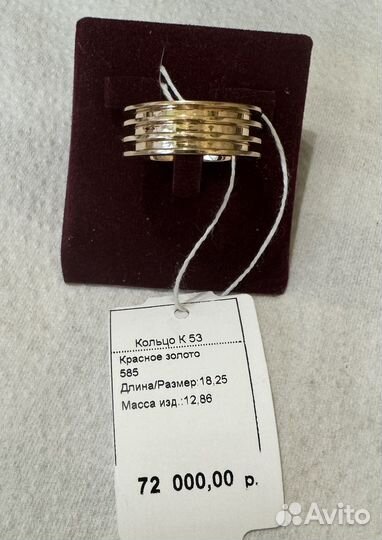 Кольцо К 53
Красное золото
585
Длина/Размер:18,25
Масса изд.:12,86
72 000,00 р.
Avito